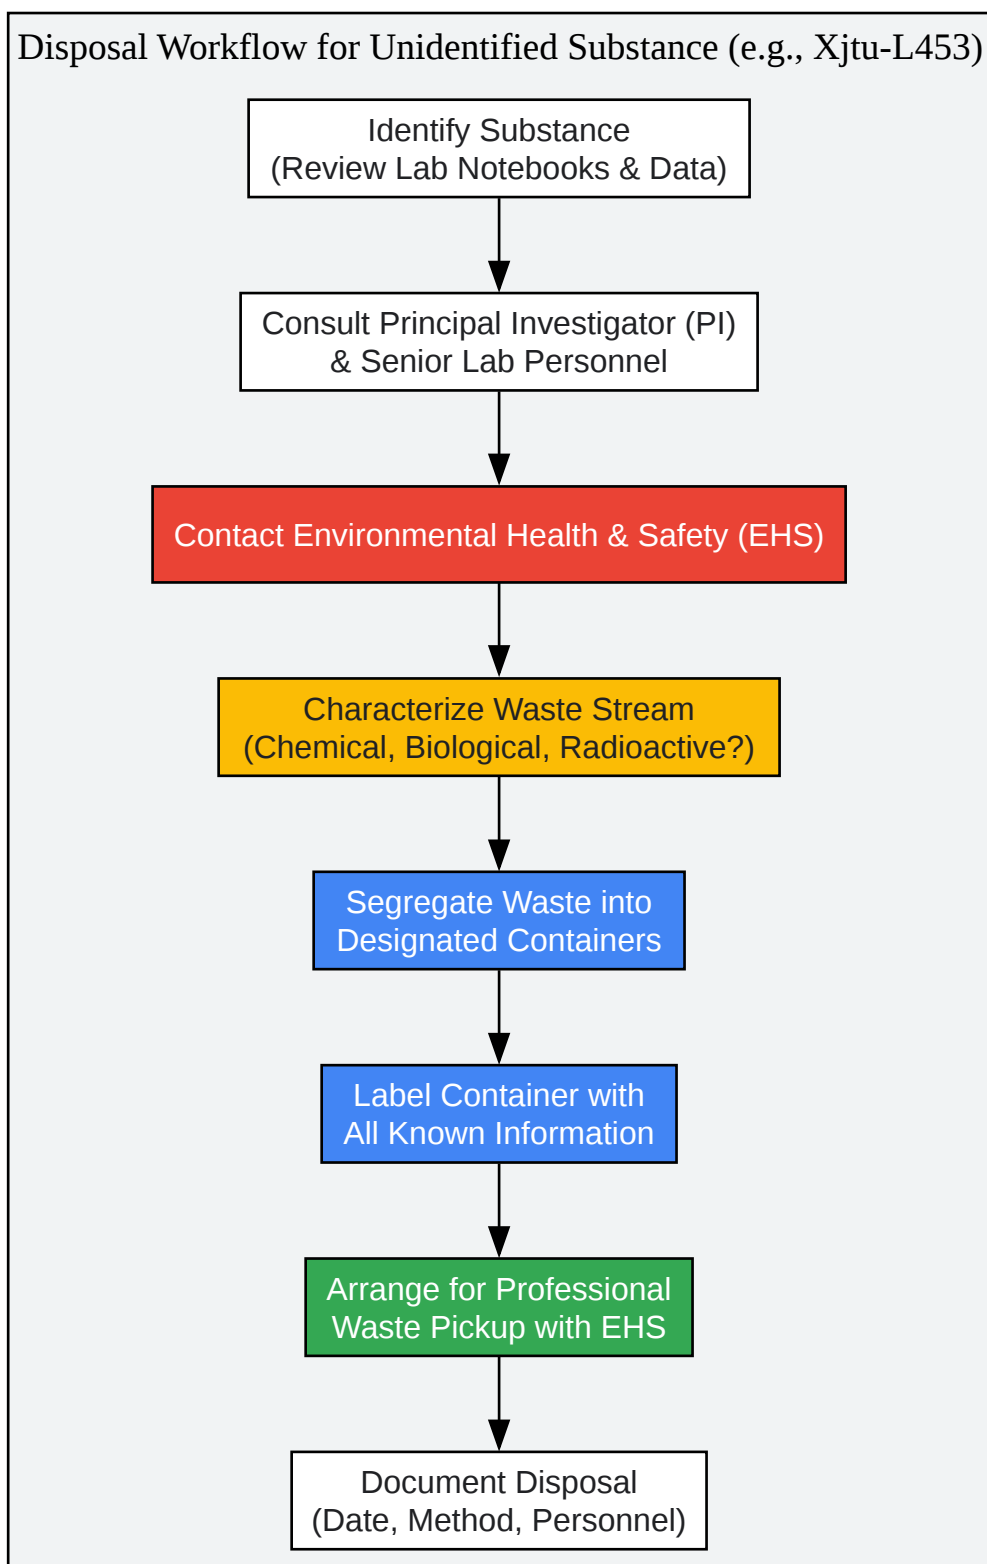 Disposal Workflow for Unidentified Substance (e.g., Xjtu-L453)
Identify Substance
(Review Lab Notebooks & Data)
Consult Principal Investigator (PI)
& Senior Lab Personnel
Contact Environmental Health & Safety (EHS)
Characterize Waste Stream
(Chemical, Biological, Radioactive?)
Segregate Waste into
Designated Containers
Label Container with
All Known Information
Arrange for Professional
Waste Pickup with EHS
Document Disposal
(Date, Method, Personnel)